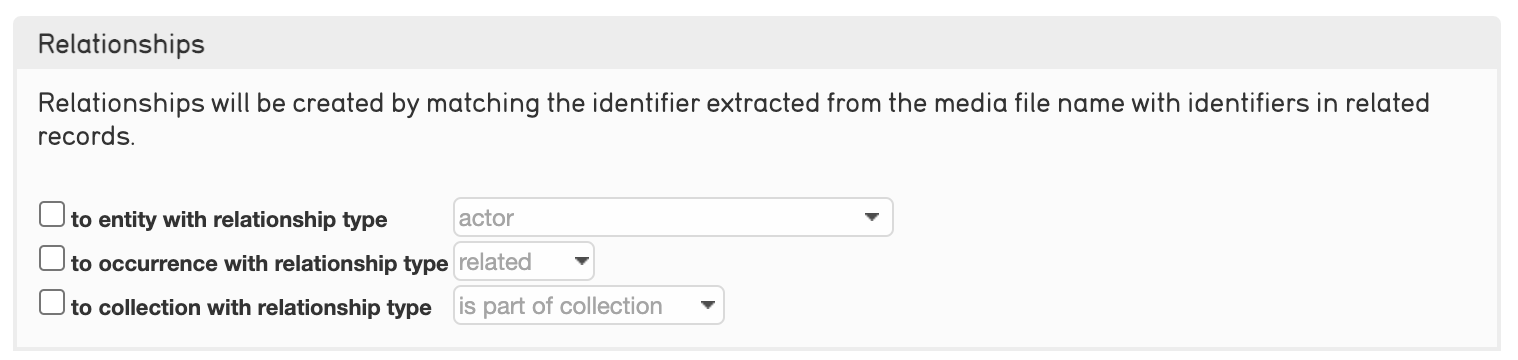 Relationships
Relationships will be created by matching the identifier extracted from the media file name with identifiers in related
records.
to entity with relationship type actor
to occurrence with relationship type related
to collection with relationship type is part of collection